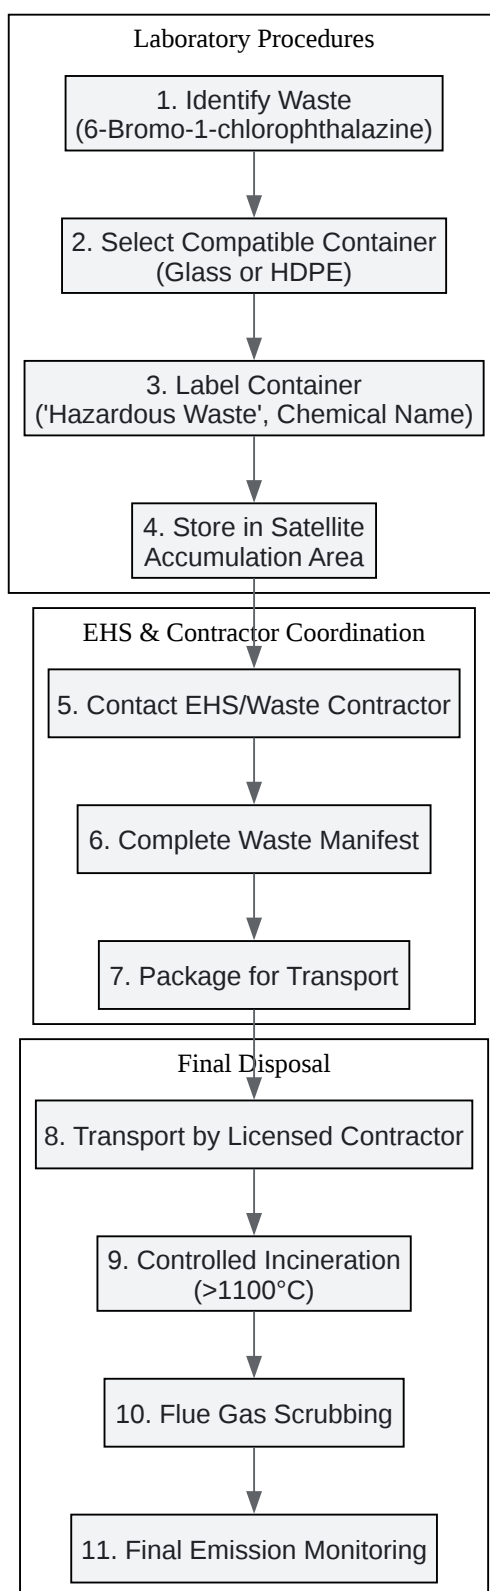 Laboratory Procedures
1. Identify Waste
(6-Bromo-1-chlorophthalazine)
2. Select Compatible Container
(Glass or HDPE)
3. Label Container
('Hazardous Waste', Chemical Name)
4. Store in Satellite
Accumulation Area
EHS & Contractor Coordination
5. Contact EHS/Waste Contractor
6. Complete Waste Manifest
7. Package for Transport
Final Disposal
8. Transport by Licensed Contractor
9. Controlled Incineration
(>1100°C)
10. Flue Gas Scrubbing
11. Final Emission Monitoring